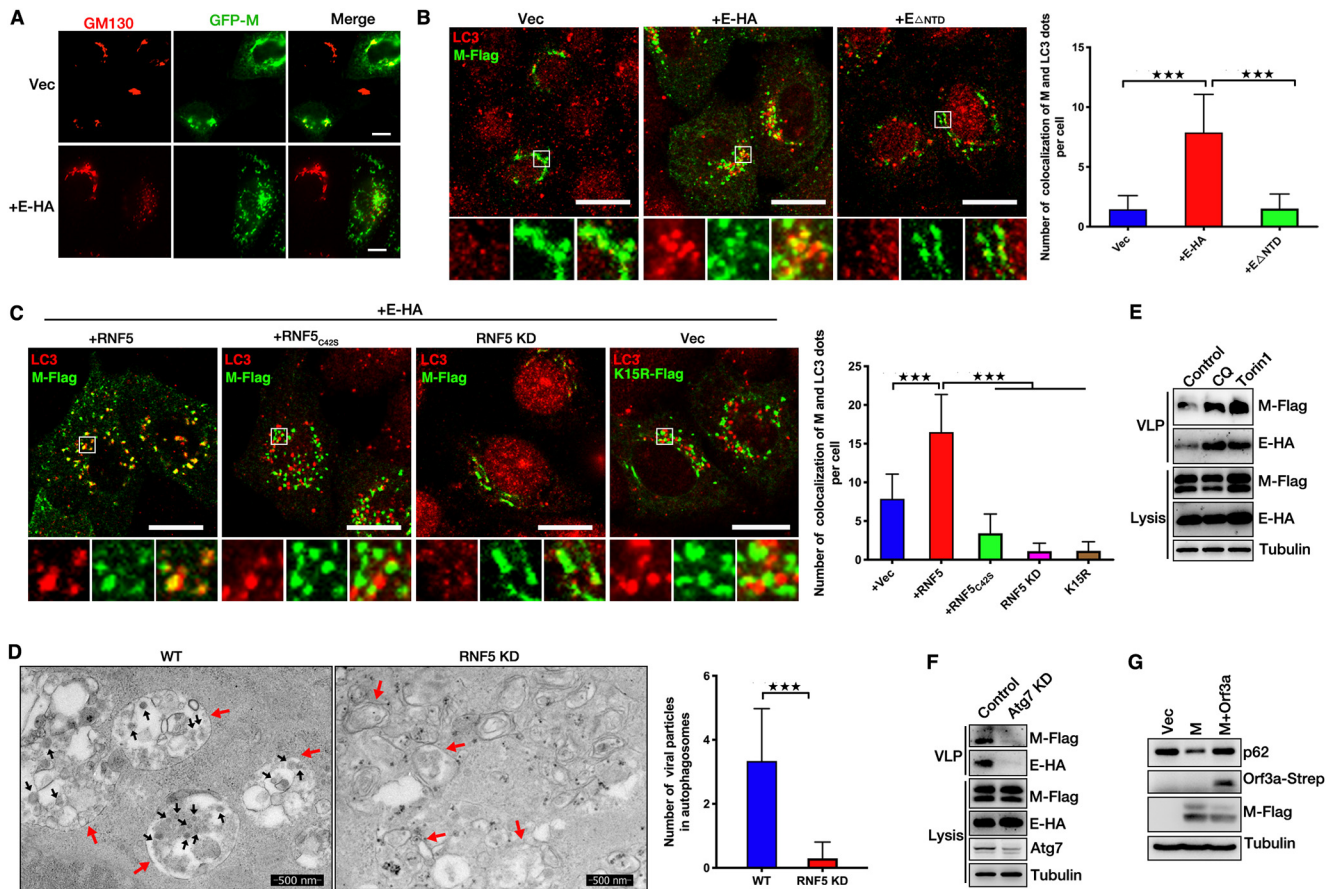 A
GM130
GFP-M
Merge
Vec
+E-HA
B
Vec
+E-HA
+E△NTD
LC3
M-Flag
Number of colocalization of M and LC3 dots
per cell
15
10
5
0
★★★
★★★
Vec
+E-HA
+E△NTD
C
+E-HA
+RNF5
+RNF5C42S
RNF5 KD
Vec
LC3
M-Flag
LC3
M-Flag
LC3
M-Flag
LC3
K15R-Flag
Number of colocalization of M and LC3 dots
per cell
25
20
15
10
5
0
★★★
★★★
+Vec
+RNF5
+RNF5C42S
RNF5 KD
K15R
E
Control
CQ
Torin1
VLP
M-Flag
E-HA
Lysis
M-Flag
E-HA
Tubulin
D
WT
RNF5 KD
500 nm
500 nm
Number of viral particles
in autophagosomes
6
4
2
0
★★★
WT
RNF5 KD
F
Control
Atg7 KD
VLP
M-Flag
E-HA
Lysis
M-Flag
E-HA
Atg7
Tubulin
G
Vec
M
M+Orf3a
p62
Orf3a-Strep
M-Flag
Tubulin